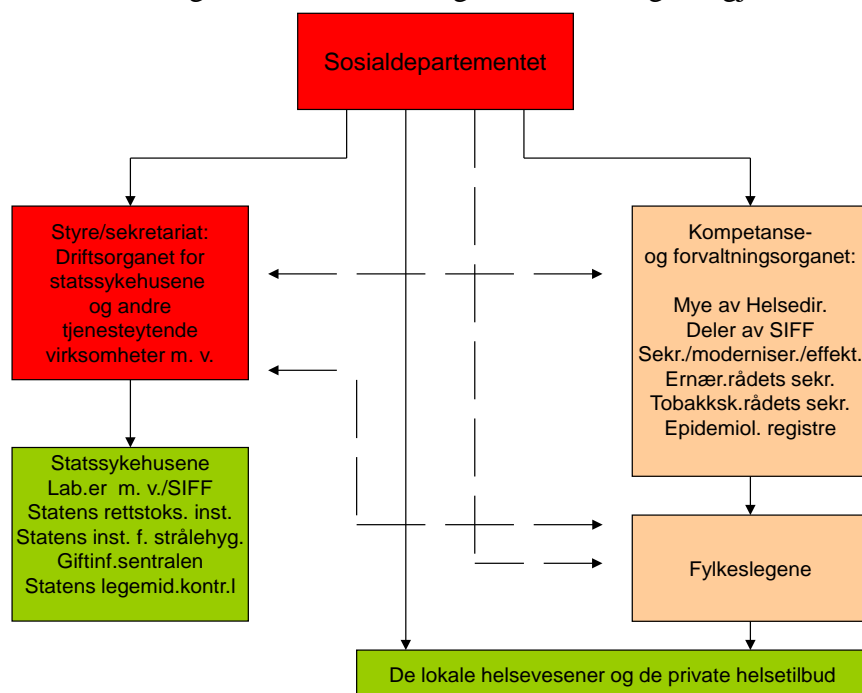 Sosialdepartementet
Styre/sekretariat:
Driftsorganet for
statssykehusene
og andre
tjenesteytende
virksomheter m. v.
Kompetanse-
og forvaltningsorganet:
Mye av Helsedir.
Deler av SIFF
Sekr./moderniser./effekt.
Ernær.rådets sekr.
Tobakksk.rådets sekr.
Epidemiol. registre
Statssykehusene
Lab.er m. v./SIFF
Statens rettstoks. inst.
Statens inst. f. strålehyg.
Giftinf.sentralen
Statens legemid.kontr.l
Fylkeslegene
De lokale helsevesener og de private helsetilbud